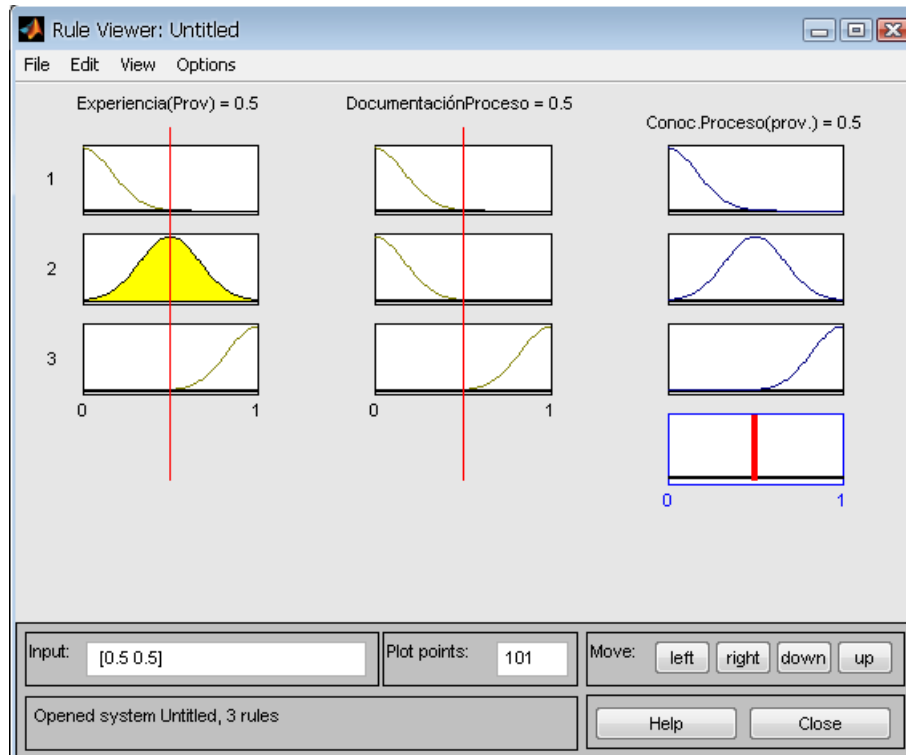 Rule Viewer: Untitled
File Edit View Options
Experiencia(Prov) = 0.5
DocumentaciónProceso = 0.5
Conoc.Proceso(prov.) = 0.5
1
2
3
0 1
0 1
0 1
Input: [0.5 0.5]
Plot points: 101
Move: left right down up
Opened system Untitled, 3 rules
Help Close